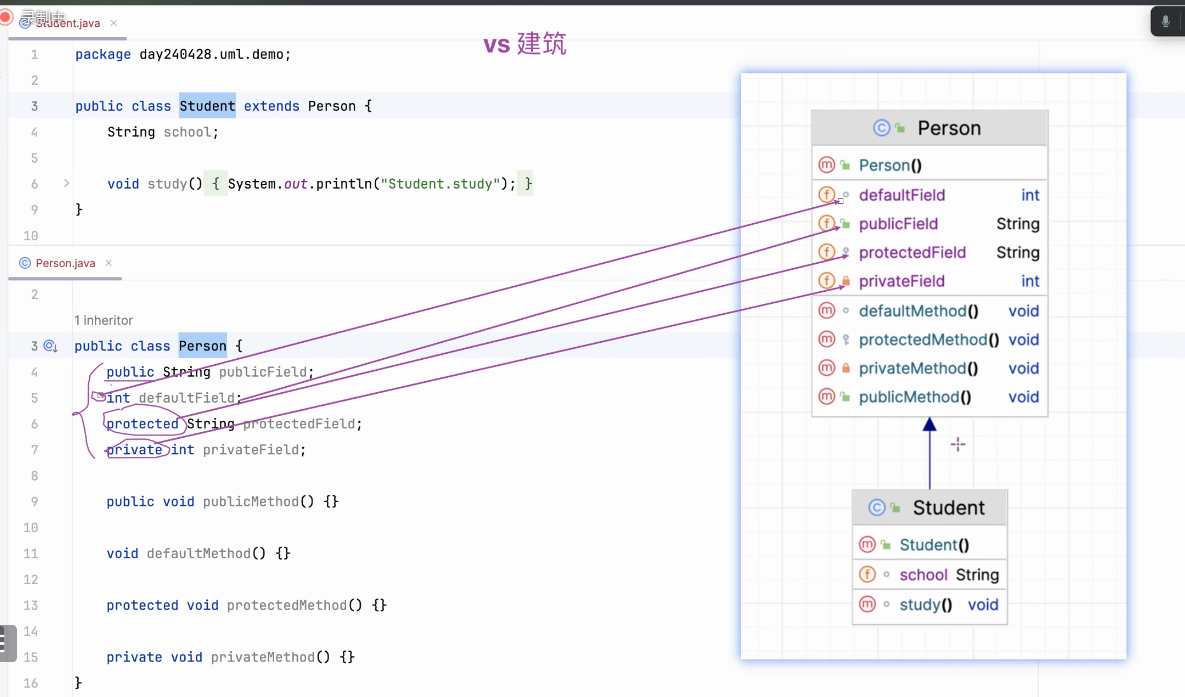 录制中
Student.java ×
vs 建筑
1 package day240428.uml.demo;
2
3 public class Student extends Person {
4 String school;
5
6 void study() { System.out.println("Student.study"); }
9 }
10
Person.java ×
2
1 inheritor
3 public class Person {
4 public String publicField;
5 int defaultField;
6 protected String protectedField;
7 private int privateField;
8
9 public void publicMethod() {}
10
11 void defaultMethod() {}
12
13 protected void protectedMethod() {}
14
15 private void privateMethod() {}
16 }
C Person
m Person()
f defaultField int
f publicField String
f protectedField String
f privateField int
m defaultMethod() void
m protectedMethod() void
m privateMethod() void
m publicMethod() void
C Student
m Student()
f school String
m study() void